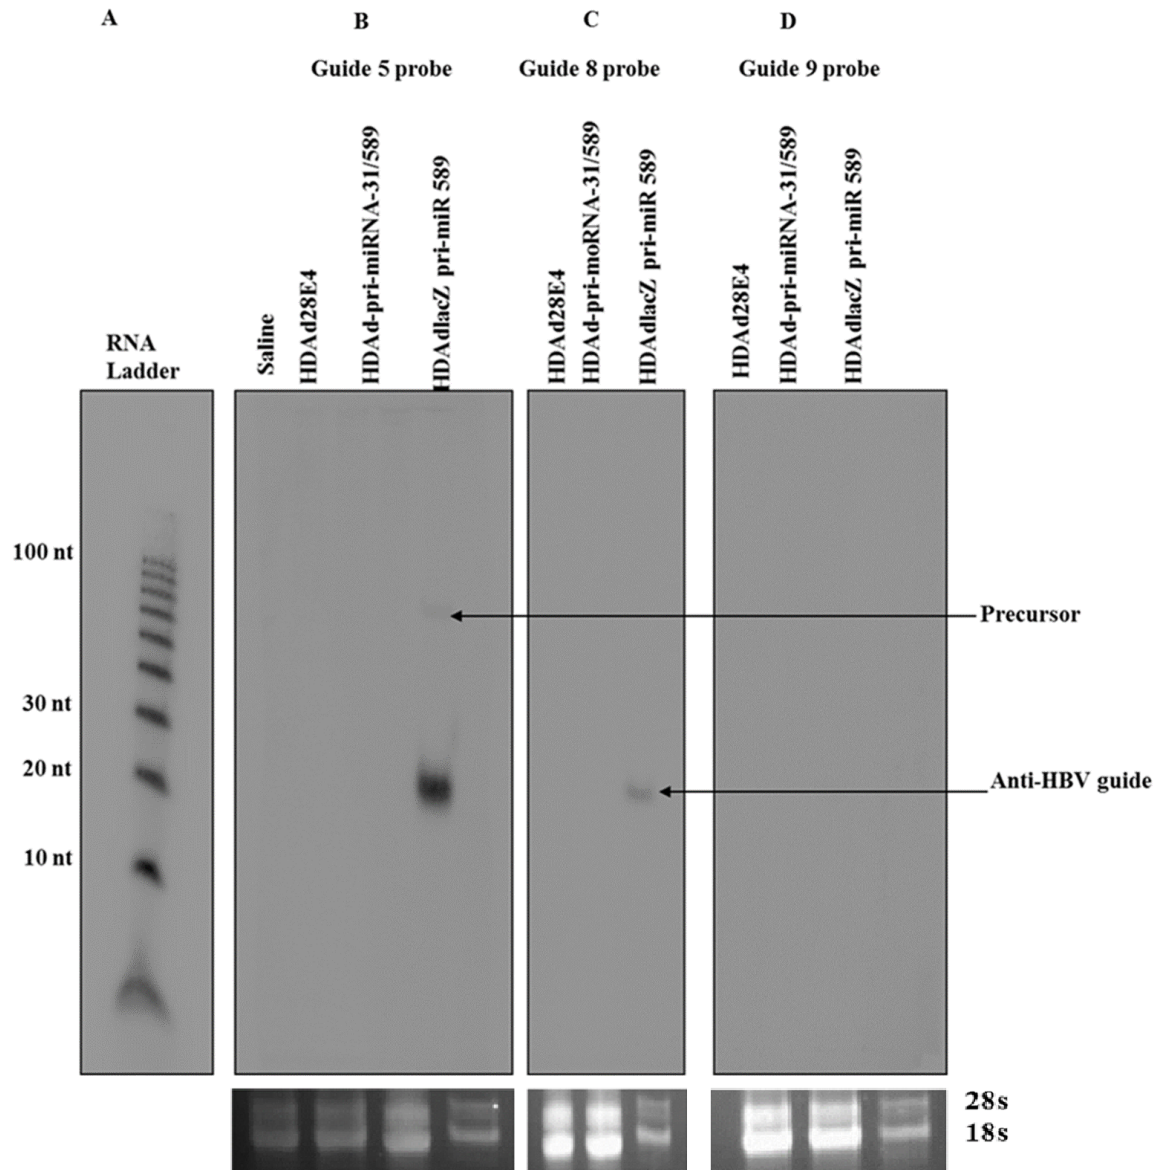 A
B
C
D
Guide 5 probe
Guide 8 probe
Guide 9 probe
RNA
Ladder
Saline
HDAd28E4
HDAd-pri-miRNA-31/589
HDAdlacZ pri-miR 589
HDAd28E4
HDAd-pri-moRNA-31/589
HDAdlacZ pri-miR 589
HDAd28E4
HDAd-pri-miRNA-31/589
HDAdlacZ pri-miR 589
100 nt
Precursor
30 nt
20 nt
Anti-HBV guide
10 nt
28s
18s